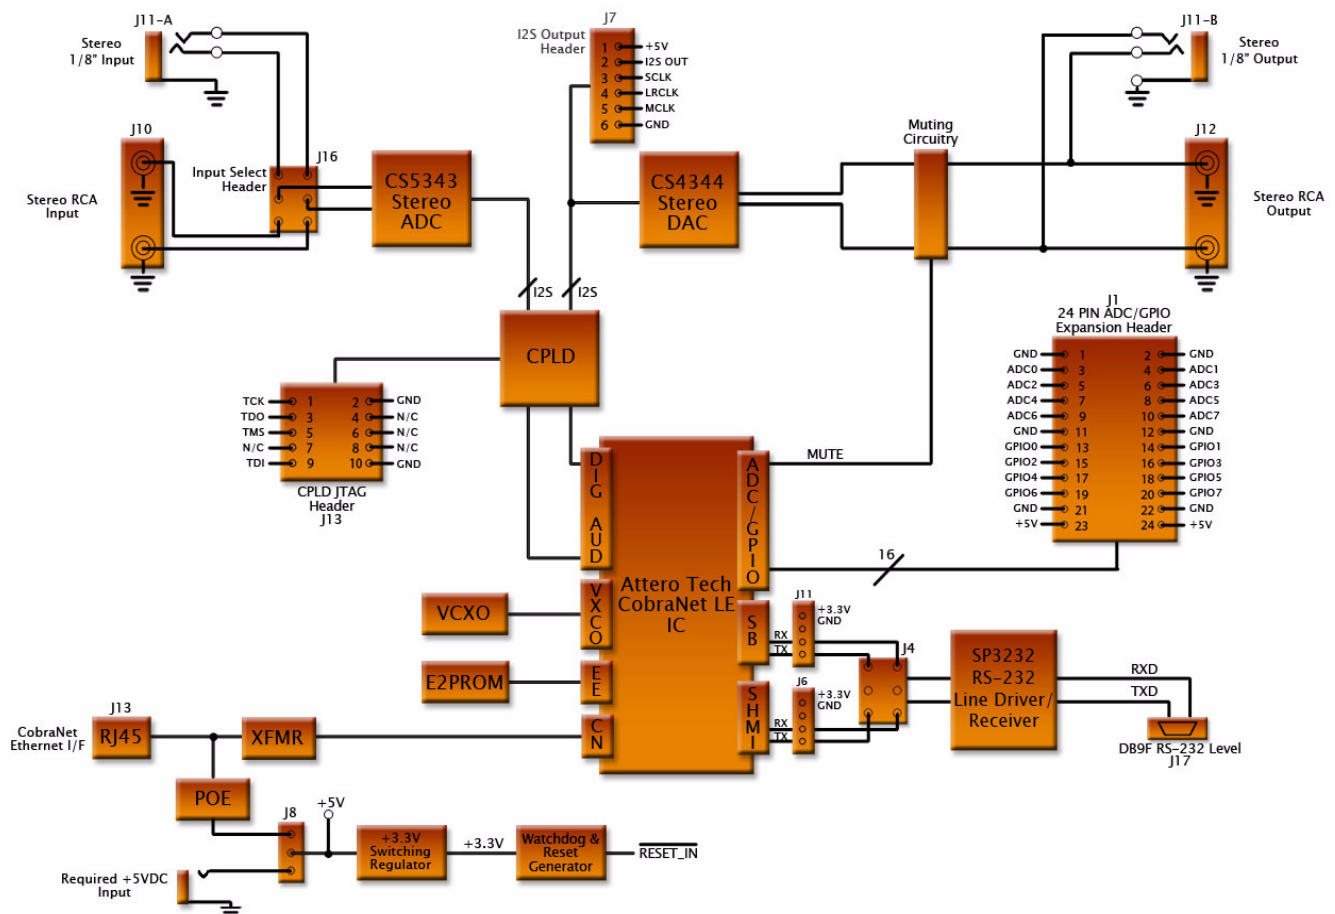 J11-A
Stereo
1/8" Input
J10
Stereo RCA
Input
J16
Input Select
Header
CS5343
Stereo
ADC
J7
I2S Output
Header
1 +5V
2 I2S OUT
3 SCLK
4 LRCLK
5 MCLK
6 GND
CS4344
Stereo
DAC
Muting
Circuitry
J11-B
Stereo
1/8" Output
J12
Stereo RCA
Output
I2S
I2S
CPLD
TCK 1 2 GND
TDO 3 4 N/C
TMS 5 6 N/C
N/C 7 8 N/C
TDI 9 10 GND
CPLD JTAG
Header
J13
J1
24 PIN ADC/GPIO
Expansion Header
GND 1 2 GND
ADC0 3 4 ADC1
ADC2 5 6 ADC3
ADC4 7 8 ADC5
ADC6 9 10 ADC7
GND 11 12 GND
GPIO0 13 14 GPIO1
GPIO2 15 16 GPIO3
GPIO4 17 18 GPIO5
GPIO6 19 20 GPIO7
GND 21 22 GND
+5V 23 24 +5V
MUTE
16
DIG AUD
ADC/GPIO
VXCO
EE
CN
SB
SHMI
Attero Tech
CobraNet LE
IC
VCXO
E2PROM
J11
+3.3V
GND
RX
TX
J6
+3.3V
GND
RX
TX
J4
SP3232
RS-232
Line Driver/
Receiver
RXD
TXD
DB9F RS-232 Level
J17
CobraNet
Ethernet I/F
J13
RJ45
XFMR
POE
J8
+5V
+3.3V
Switching
Regulator
+3.3V
Watchdog &
Reset
Generator
RESET_IN
Required +5VDC
Input